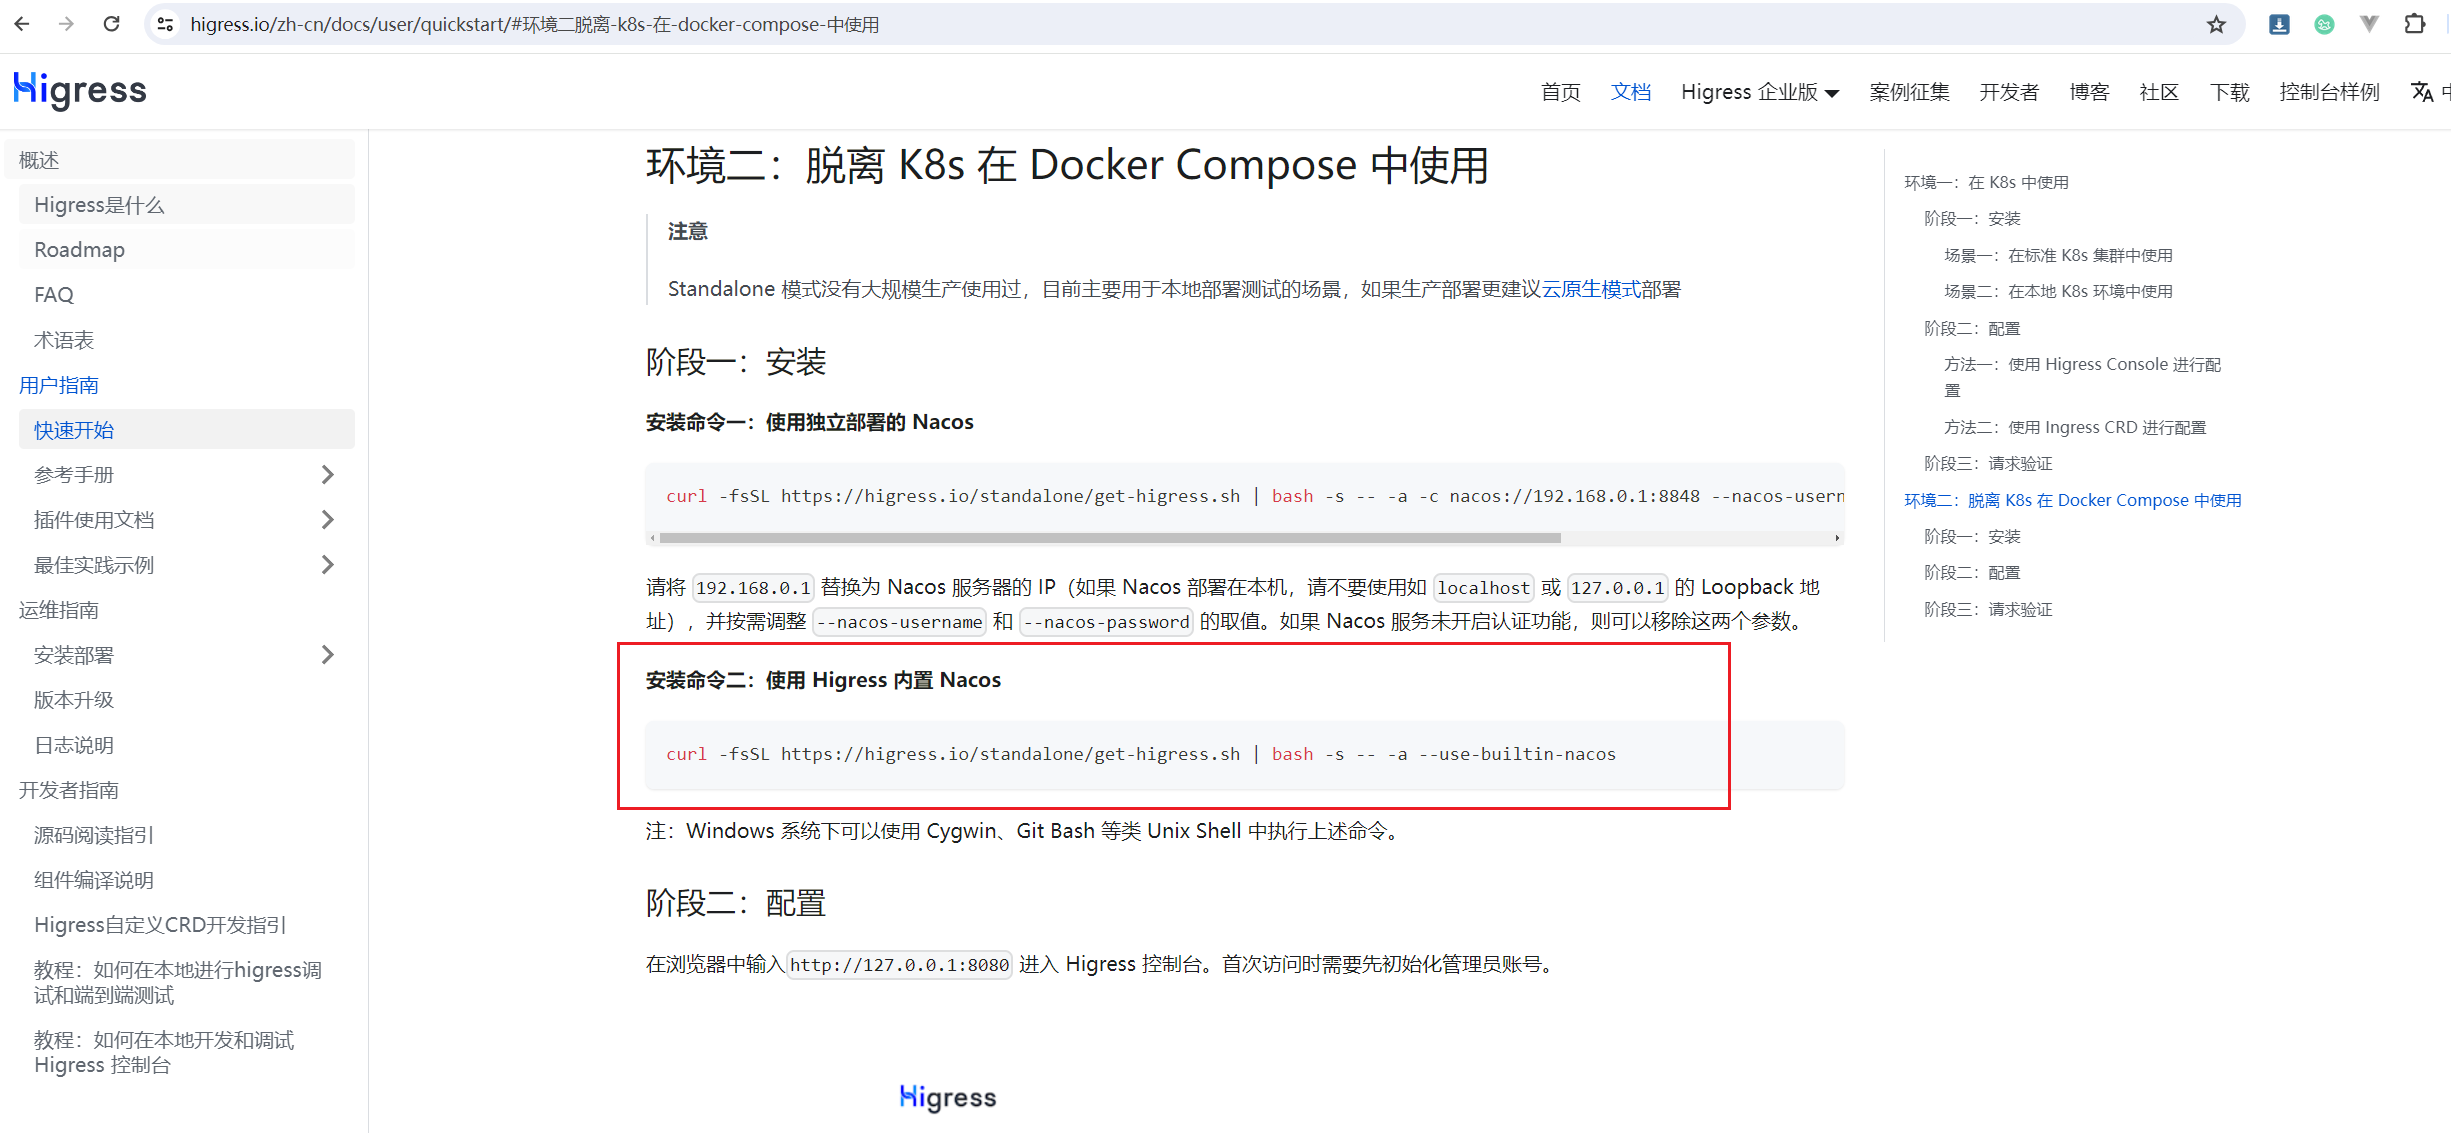 higress.io/zh-cn/docs/user/quickstart/#环境二脱离-k8s-在-docker-compose-中使用
Higress
首页
文档
Higress 企业版
案例征集
开发者
博客
社区
下载
控制台样例
概述
Higress是什么
Roadmap
FAQ
术语表
用户指南
快速开始
参考手册
插件使用文档
最佳实践示例
运维指南
安装部署
版本升级
日志说明
开发者指南
源码阅读指引
组件编译说明
Higress自定义CRD开发指引
教程：如何在本地进行higress调
试和端到端测试
教程：如何在本地开发和调试
Higress 控制台
环境二：脱离 K8s 在 Docker Compose 中使用
注意
Standalone 模式没有大规模生产使用过，目前主要用于本地部署测试的场景，如果生产部署更建议云原生模式部署
阶段一：安装
安装命令一：使用独立部署的 Nacos
curl -fsSL https://higress.io/standalone/get-higress.sh | bash -s -- -a -c nacos://192.168.0.1:8848 --nacos-usern
请将 192.168.0.1 替换为 Nacos 服务器的 IP（如果 Nacos 部署在本机，请不要使用如 localhost 或 127.0.0.1 的 Loopback 地
址），并按需调整 --nacos-username 和 --nacos-password 的取值。如果 Nacos 服务未开启认证功能，则可以移除这两个参数。
安装命令二：使用 Higress 内置 Nacos
curl -fsSL https://higress.io/standalone/get-higress.sh | bash -s -- -a --use-builtin-nacos
注：Windows 系统下可以使用 Cygwin、Git Bash 等类 Unix Shell 中执行上述命令。
阶段二：配置
在浏览器中输入 http://127.0.0.1:8080 进入 Higress 控制台。首次访问时需要先初始化管理员账号。
Higress
环境一：在 K8s 中使用
阶段一：安装
场景一：在标准 K8s 集群中使用
场景二：在本地 K8s 环境中使用
阶段二：配置
方法一：使用 Higress Console 进行配
置
方法二：使用 Ingress CRD 进行配置
阶段三：请求验证
环境二：脱离 K8s 在 Docker Compose 中使用
阶段一：安装
阶段二：配置
阶段三：请求验证